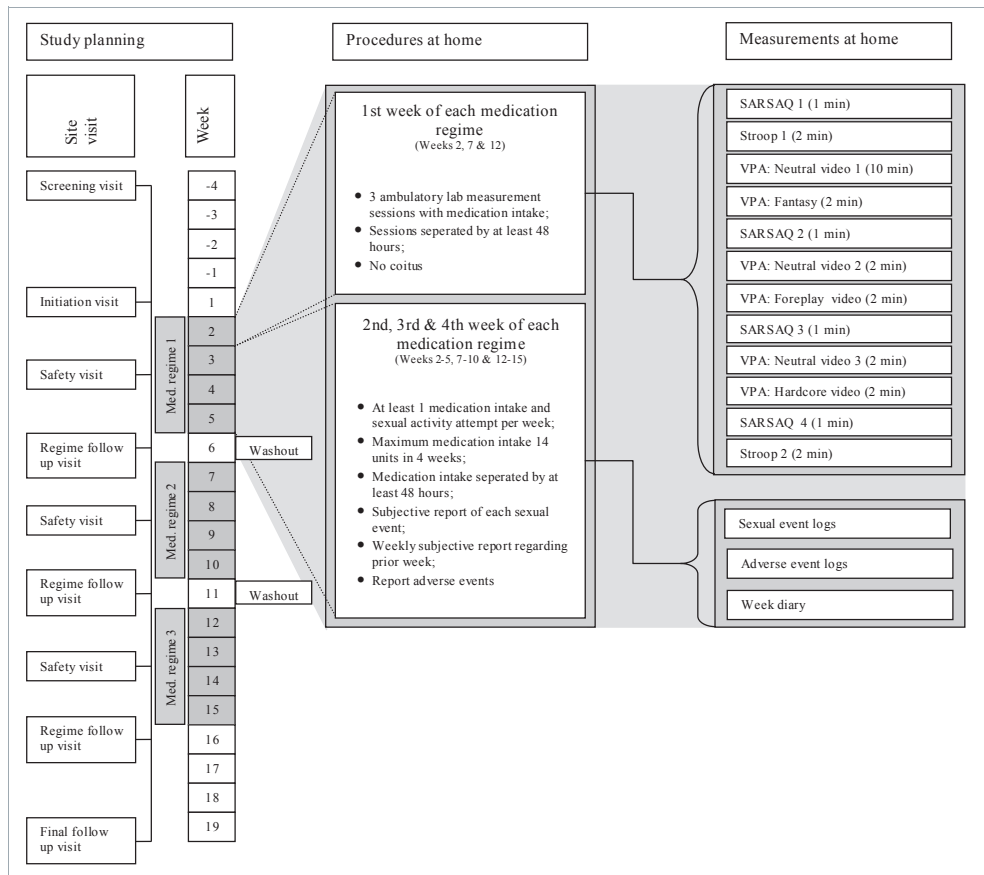 Study planning
Site
visit
Week
Screening visit
Initiation visit
Safety visit
Regime follow
up visit
Safety visit
Regime follow
up visit
Safety visit
Regime follow
up visit
Final follow
up visit
Med. regime 1
Med. regime 2
Med. regime 3
-4
-3
-2
-1
1
2
3
4
5
6
7
8
9
10
11
12
13
14
15
16
17
18
19
Washout
Washout
Procedures at home
1st week of each medication
regime
(Weeks 2, 7 & 12)
• 3 ambulatory lab measurement
sessions with medication intake;
• Sessions seperated by at least 48
hours;
• No coitus
2nd, 3rd & 4th week of each
medication regime
(Weeks 2-5, 7-10 & 12-15)
• At least 1 medication intake and
sexual activity attempt per week;
• Maximum medication intake 14
units in 4 weeks;
• Medication intake seperated by at
least 48 hours;
• Subjective report of each sexual
event;
• Weekly subjective report regarding
prior week;
• Report adverse events
Measurements at home
SARSAQ 1 (1 min)
Stroop 1 (2 min)
VPA: Neutral video 1 (10 min)
VPA: Fantasy (2 min)
SARSAQ 2 (1 min)
VPA: Neutral video 2 (2 min)
VPA: Foreplay video (2 min)
SARSAQ 3 (1 min)
VPA: Neutral video 3 (2 min)
VPA: Hardcore video (2 min)
SARSAQ 4 (1 min)
Stroop 2 (2 min)
Sexual event logs
Adverse event logs
Week diary